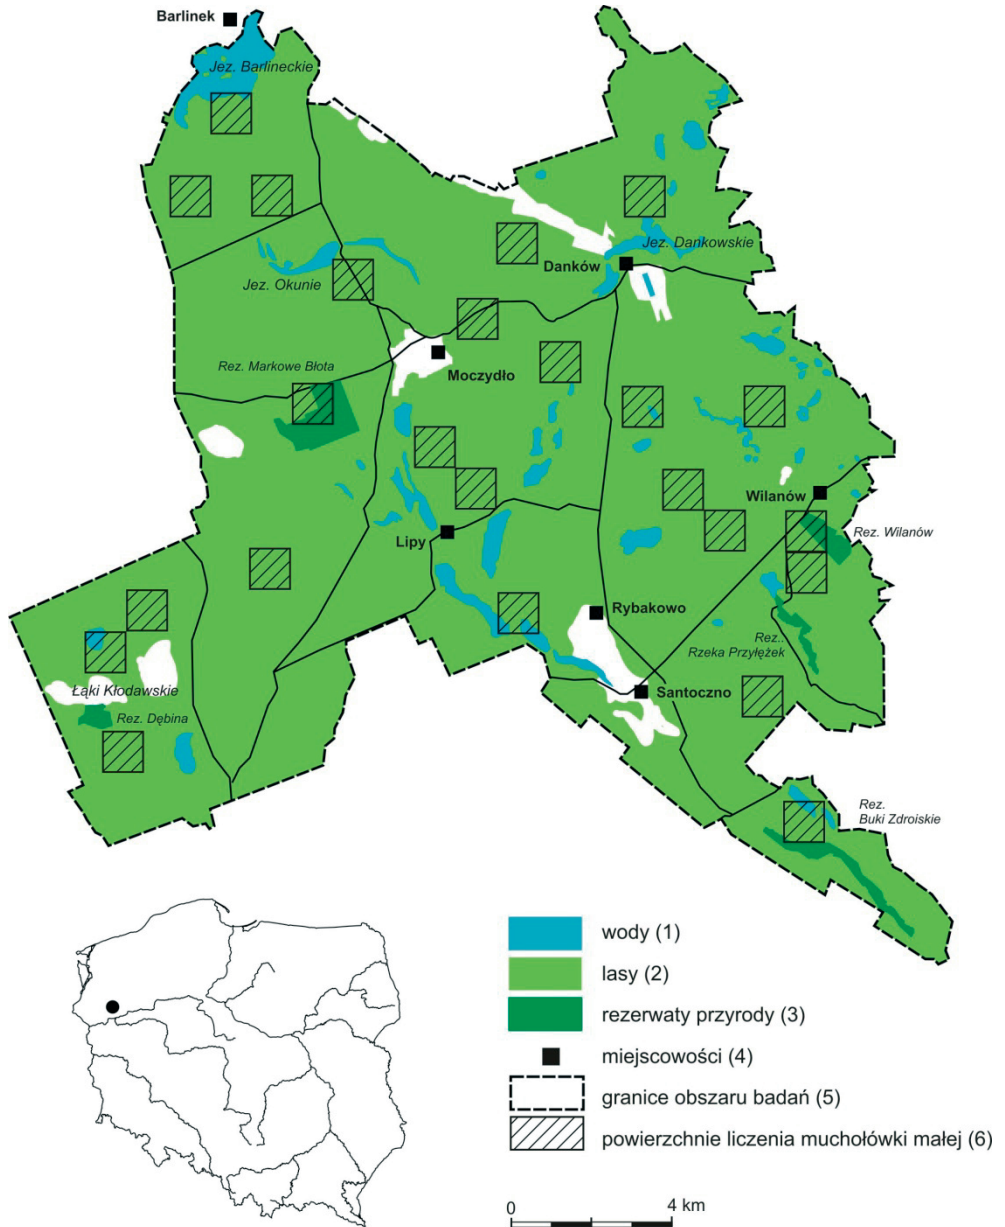 Barlinek
Jez. Barlineckie
Jez. Dankowskie
Danków
Jez. Okunie
Rez. Markowe Błota
Moczydło
Wilanów
Lipy
Rez. Wilanów
Rybakowo
Rez..
Rzeka Przyłężek
Łąki Kłodawskie
Santoczno
Rez. Dębina
Rez.
Buki Zdroiskie
wody (1)
lasy (2)
rezerwaty przyrody (3)
miejscowości (4)
granice obszaru badań (5)
powierzchnie liczenia muchołówki małej (6)
0 4 km